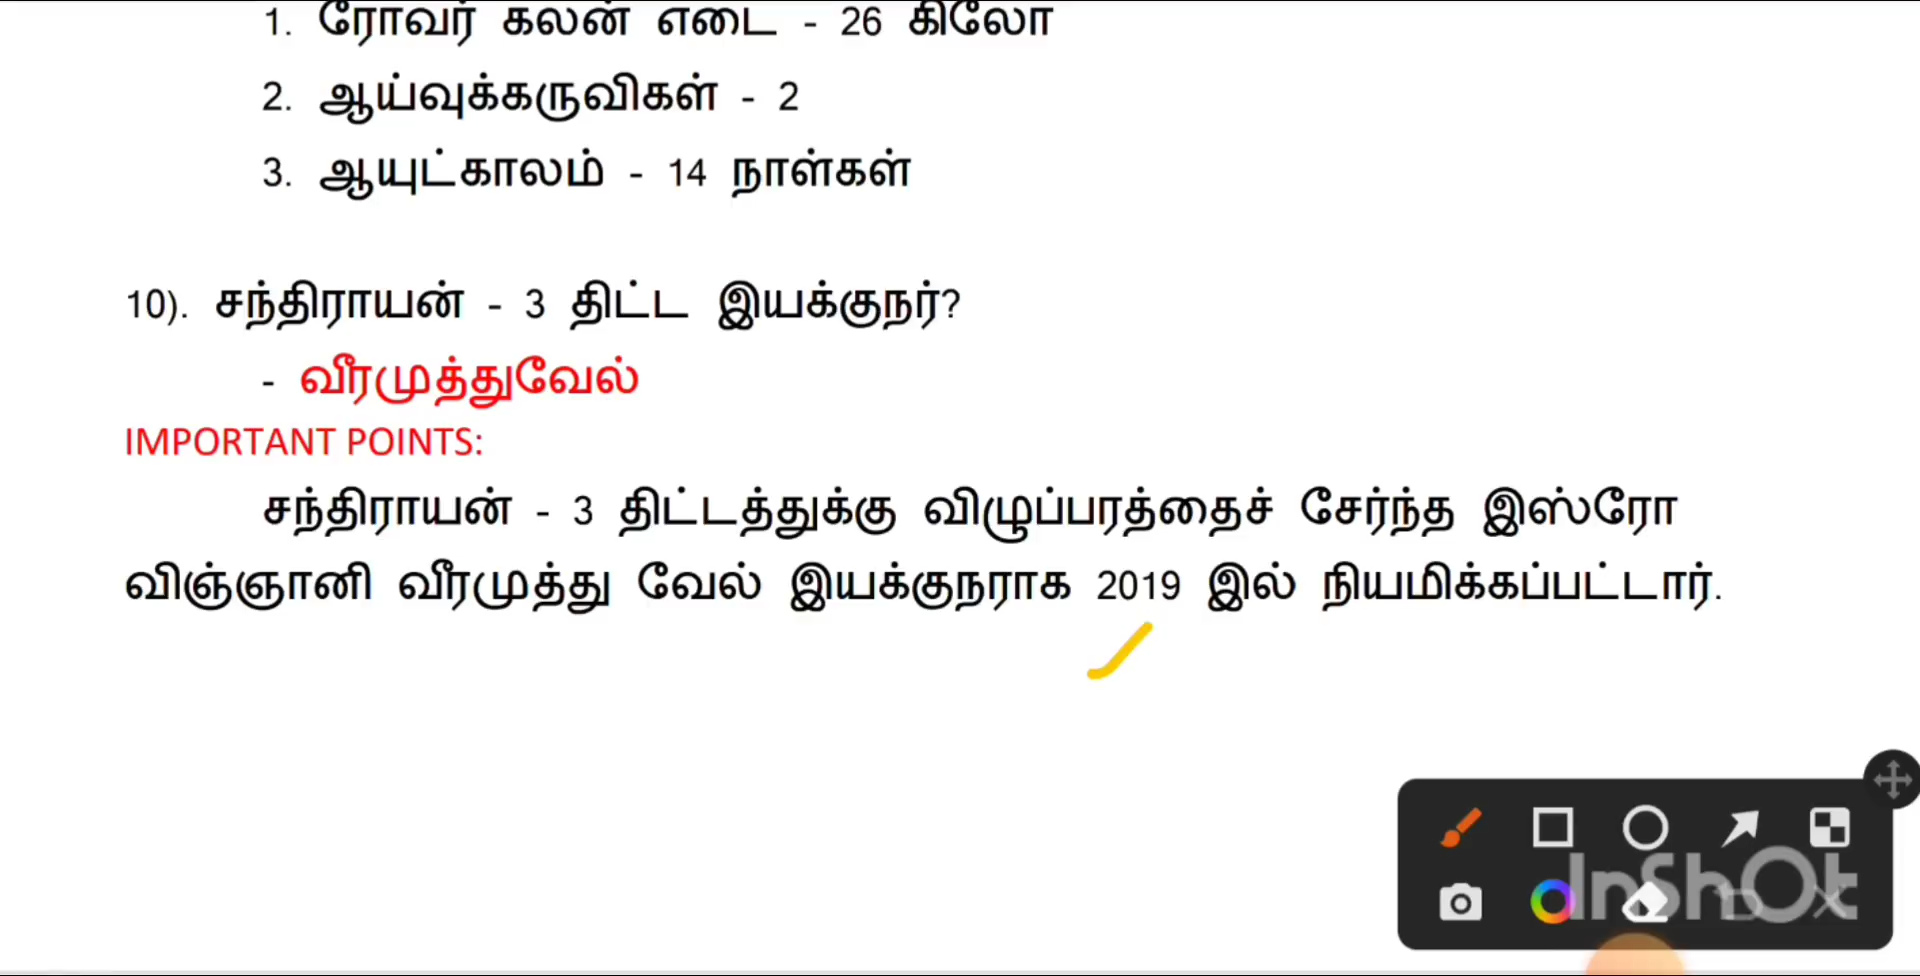 1. ரோவர் கலன் எடை - 26 கிலோ
2. ஆய்வுக்கருவிகள் - 2
3. ஆயுட்காலம் - 14 நாள்கள்
10). சந்திராயன் - 3 திட்ட இயக்குநர்?
- வீரமுத்துவேல்
IMPORTANT POINTS:
சந்திராயன் - 3 திட்டத்துக்கு விழுப்பரத்தைச் சேர்ந்த இஸ்ரோ
விஞ்ஞானி வீரமுத்து வேல் இயக்குநராக 2019 இல் நியமிக்கப்பட்டார்.
InShOt